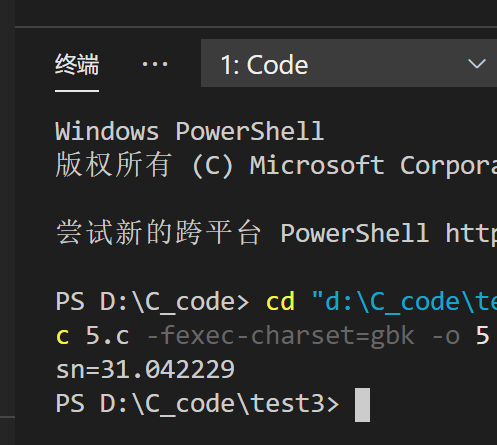 终端 ··· 1: Code
Windows PowerShell
版权所有 (C) Microsoft Corpora
尝试新的跨平台 PowerShell http
PS D:\C_code> cd "d:\C_code\te
c 5.c -fexec-charset=gbk -o 5
sn=31.042229
PS D:\C_code\test3>